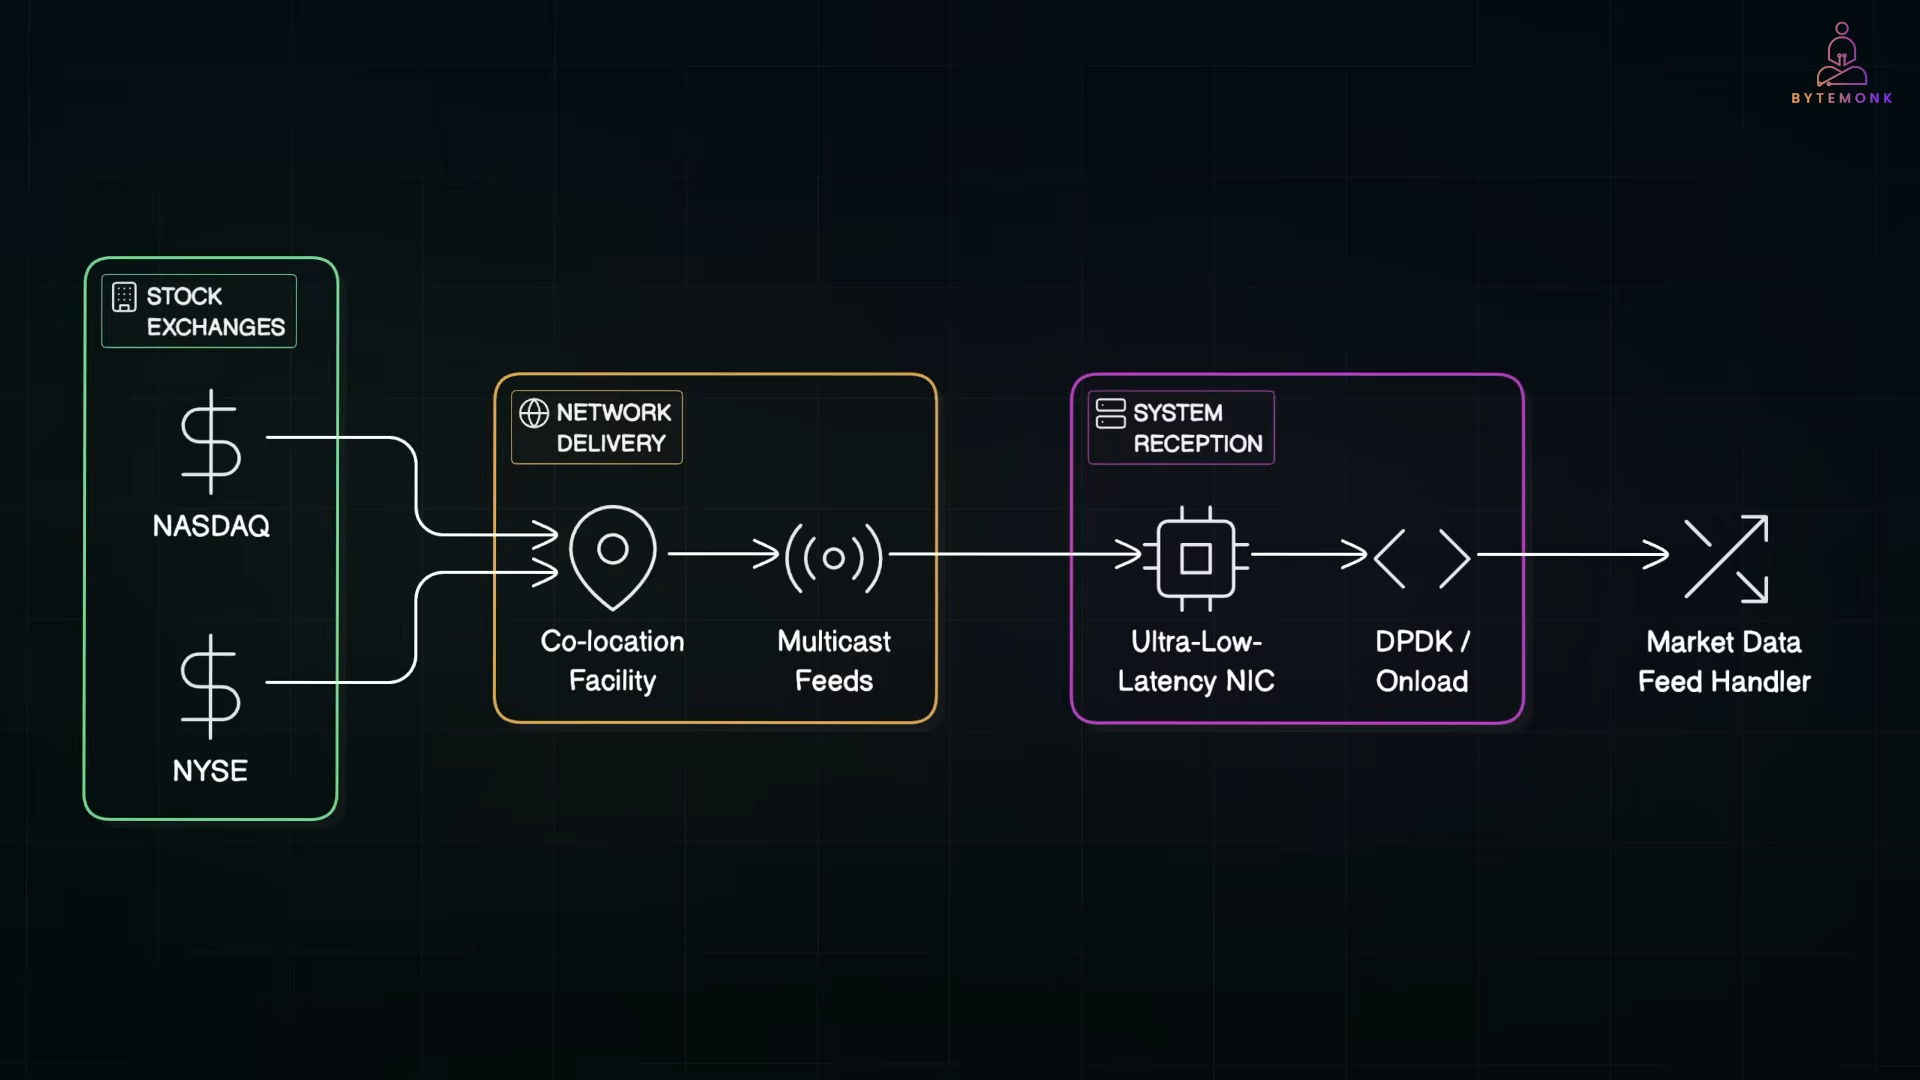 BYTEMONK
STOCK
EXCHANGES
NASDAQ
NYSE
NETWORK
DELIVERY
Co-location
Facility
Multicast
Feeds
SYSTEM
RECEPTION
Ultra-Low-
Latency NIC
DPDK /
Onload
Market Data
Feed Handler